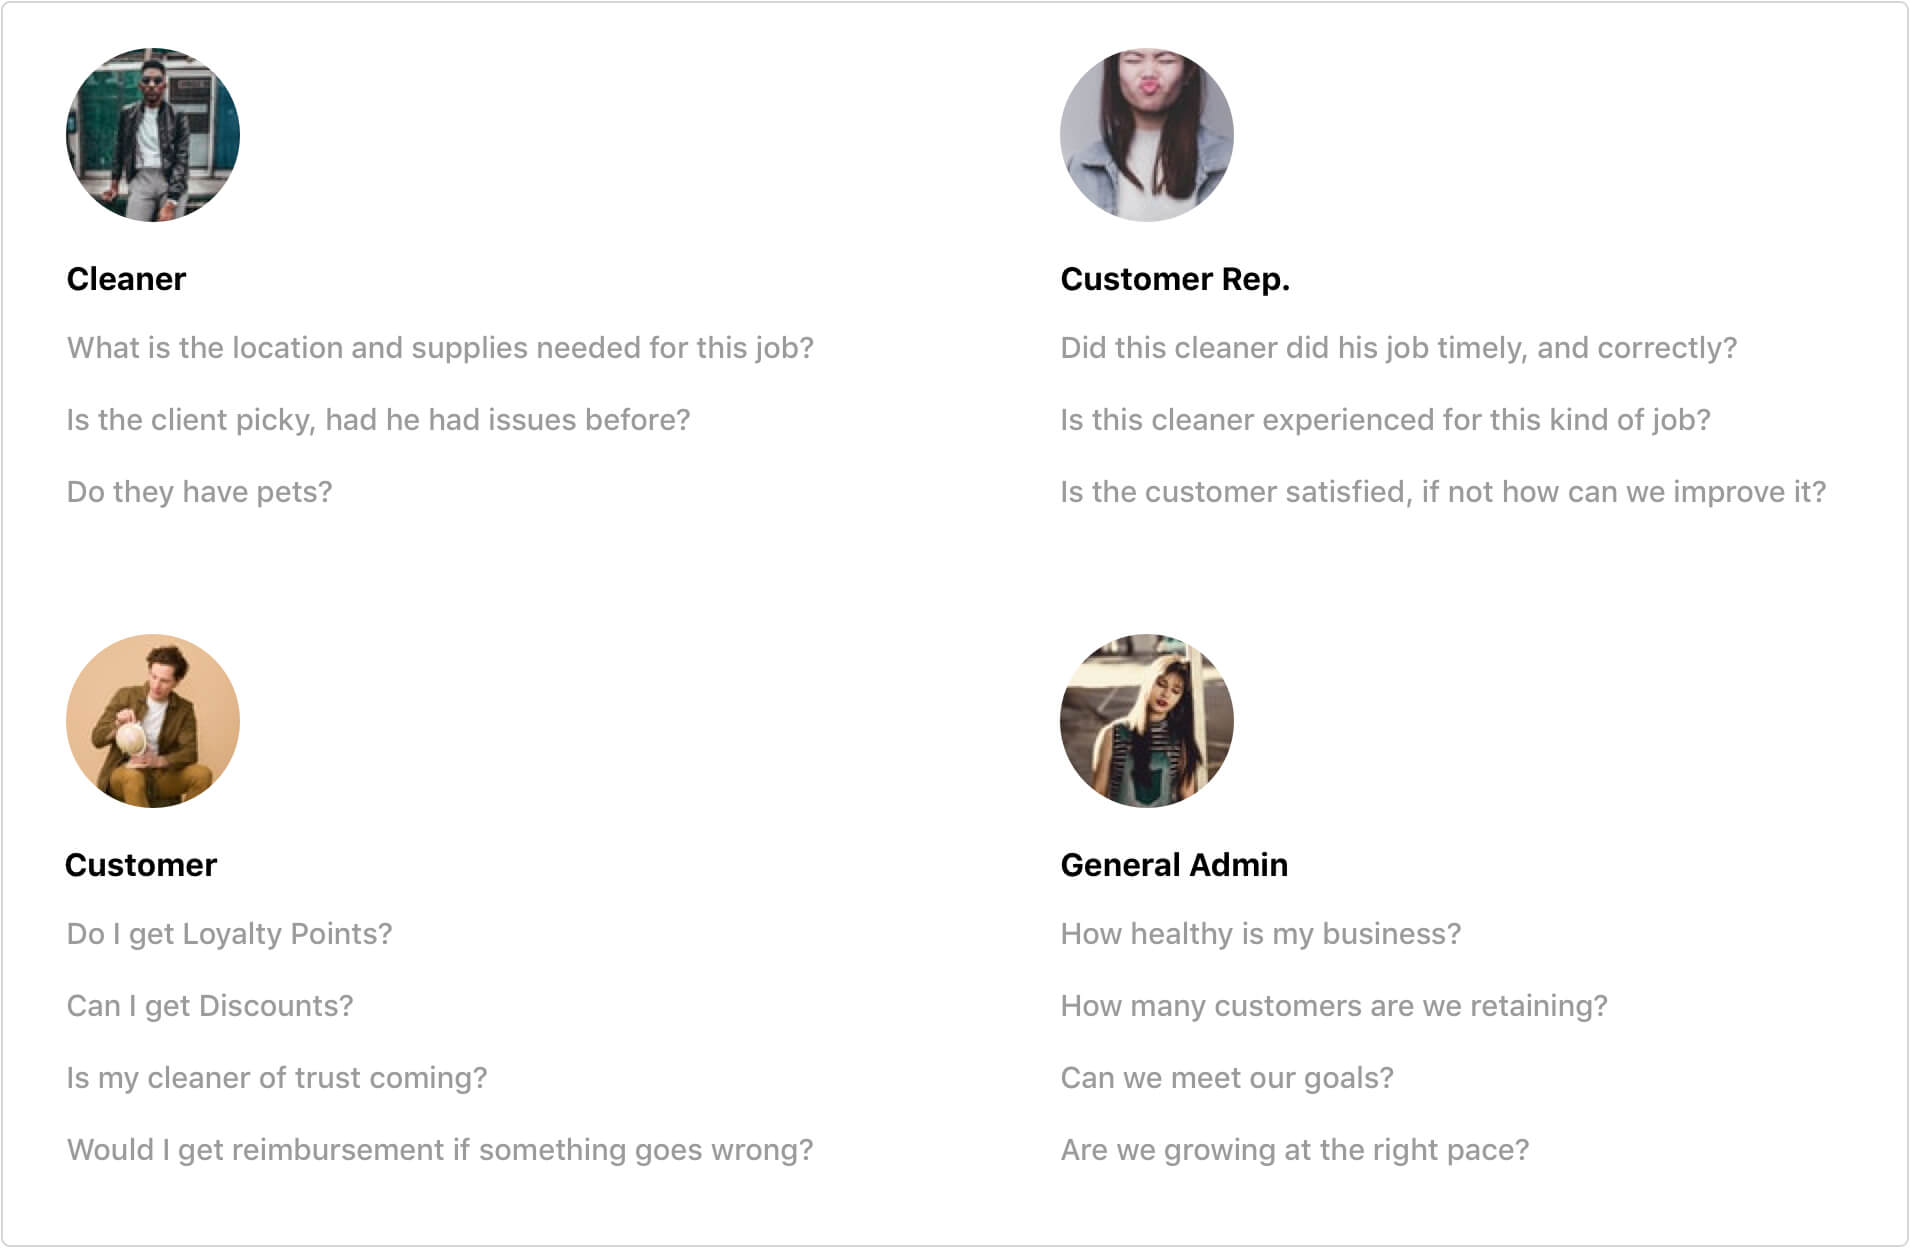 Cleaner
What is the location and supplies needed for this job?
Is the client picky, had he had issues before?
Do they have pets?
Customer Rep.
Did this cleaner did his job timely, and correctly?
Is this cleaner experienced for this kind of job?
Is the customer satisfied, if not how can we improve it?
Customer
Do I get Loyalty Points?
Can I get Discounts?
Is my cleaner of trust coming?
Would I get reimbursement if something goes wrong?
General Admin
How healthy is my business?
How many customers are we retaining?
Can we meet our goals?
Are we growing at the right pace?